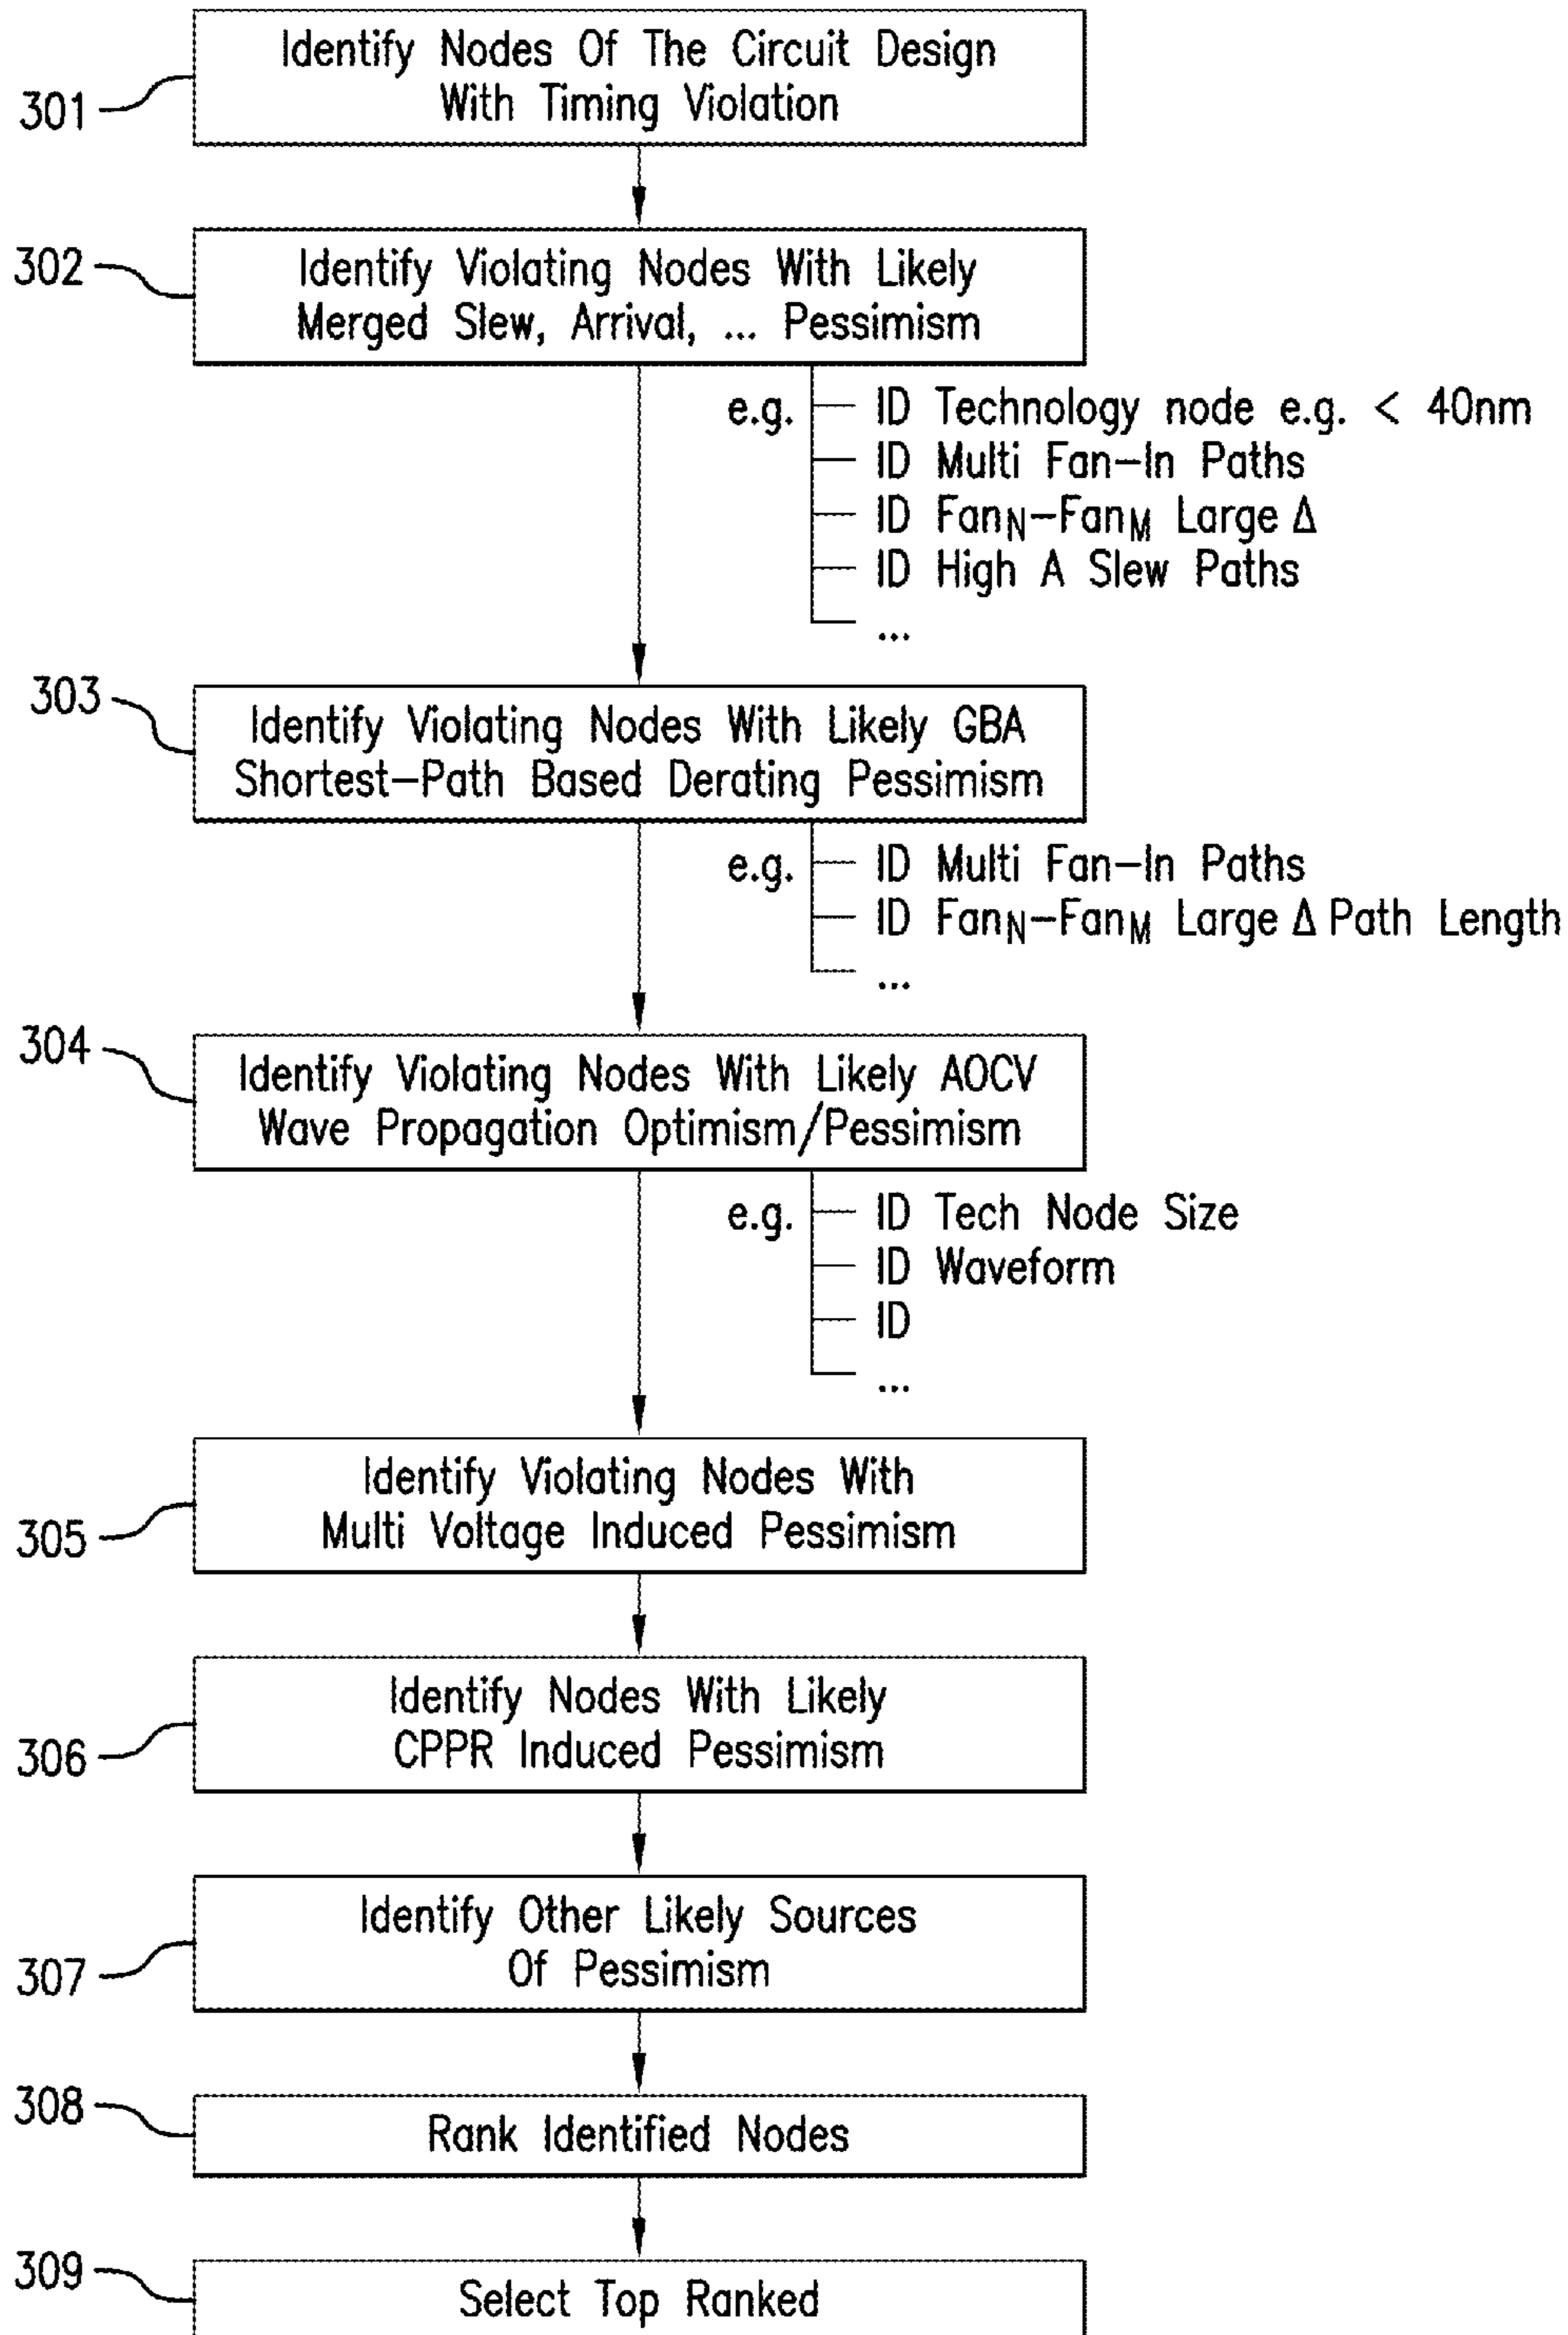 301
Identify Nodes Of The Circuit Design
With Timing Violation
302
Identify Violating Nodes With Likely
Merged Slew, Arrival, ... Pessimism
e.g.
ID Technology node e.g. < 40nm
ID Multi Fan-In Paths
ID FanN-FanM Large Δ
ID High A Slew Paths
...
303
Identify Violating Nodes With Likely GBA
Shortest-Path Based Derating Pessimism
e.g.
ID Multi Fan-In Paths
ID FanN-FanM Large Δ Path Length
...
304
Identify Violating Nodes With Likely AOCV
Wave Propagation Optimism/Pessimism
e.g.
ID Tech Node Size
ID Waveform
ID
...
305
Identify Violating Nodes With
Multi Voltage Induced Pessimism
306
Identify Nodes With Likely
CPPR Induced Pessimism
307
Identify Other Likely Sources
Of Pessimism
308
Rank Identified Nodes
309
Select Top Ranked